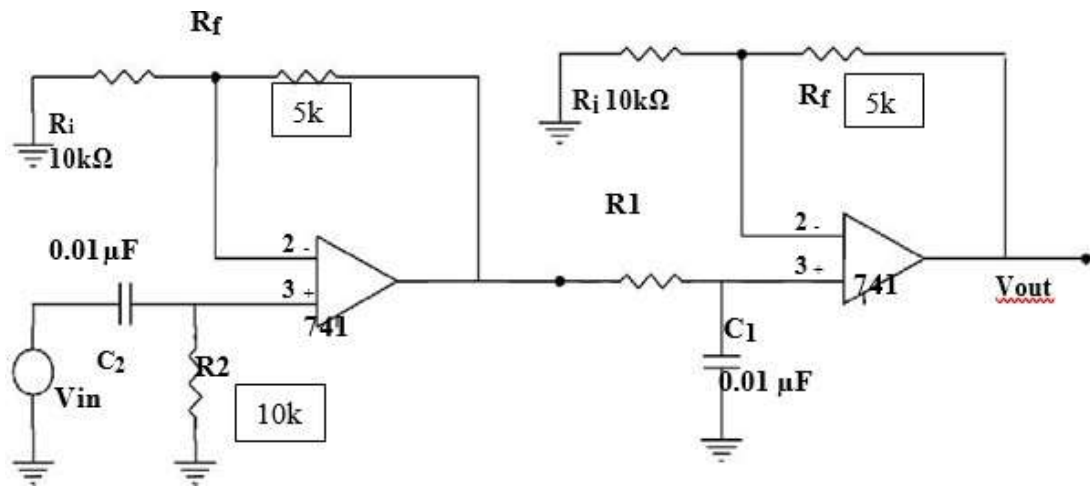 Rf
5k
Ri
10kΩ
Ri 10kΩ
Rf
5k
R1
0.01 µF
2 -
3 +
741
C2
R2
Vin
10k
2 -
3 +
741
Vout
C1
0.01 µF